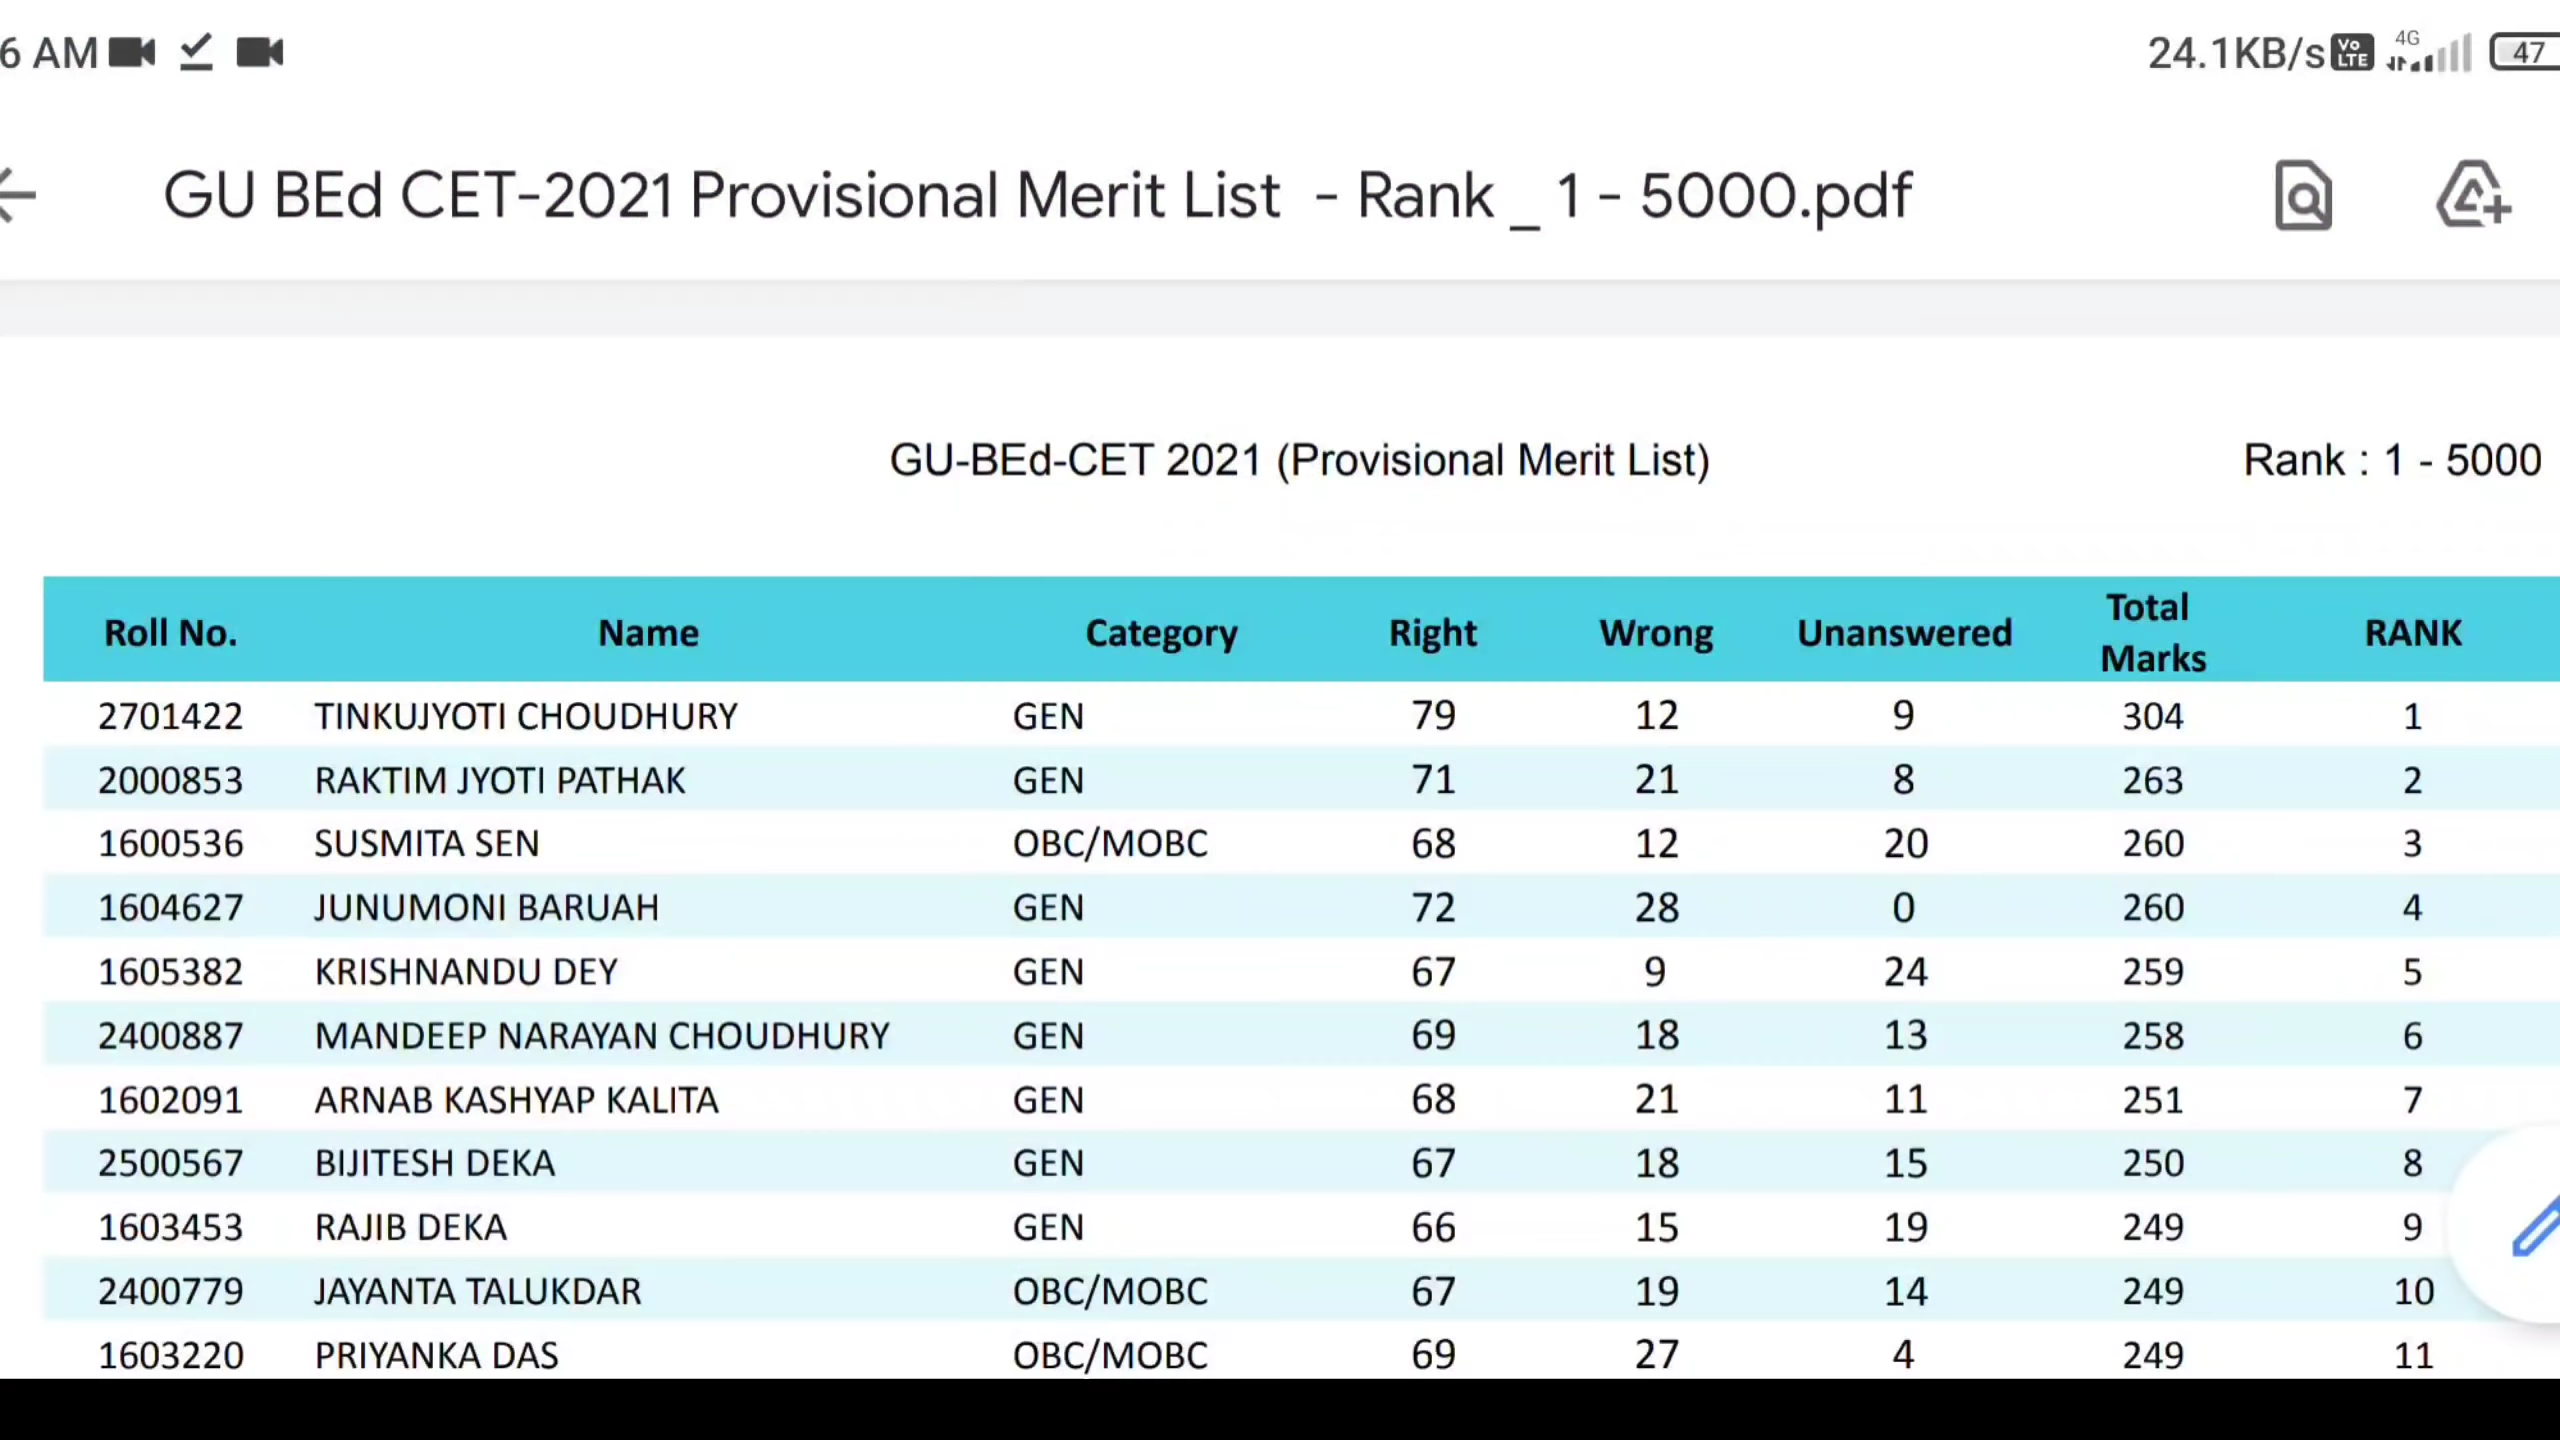 6 AM 24.1KB/s Vo LTE 4G 47
GU BEd CET-2021 Provisional Merit List - Rank _ 1 - 5000.pdf
GU-BEd-CET 2021 (Provisional Merit List) Rank : 1 - 5000
Roll No. Name Category Right Wrong Unanswered Total Marks RANK
2701422 TINKUJYOTI CHOUDHURY GEN 79 12 9 304 1
2000853 RAKTIM JYOTI PATHAK GEN 71 21 8 263 2
1600536 SUSMITA SEN OBC/MOBC 68 12 20 260 3
1604627 JUNUMONI BARUAH GEN 72 28 0 260 4
1605382 KRISHNANDU DEY GEN 67 9 24 259 5
2400887 MANDEEP NARAYAN CHOUDHURY GEN 69 18 13 258 6
1602091 ARNAB KASHYAP KALITA GEN 68 21 11 251 7
2500567 BIJITESH DEKA GEN 67 18 15 250 8
1603453 RAJIB DEKA GEN 66 15 19 249 9
2400779 JAYANTA TALUKDAR OBC/MOBC 67 19 14 249 10
1603220 PRIYANKA DAS OBC/MOBC 69 27 4 249 11